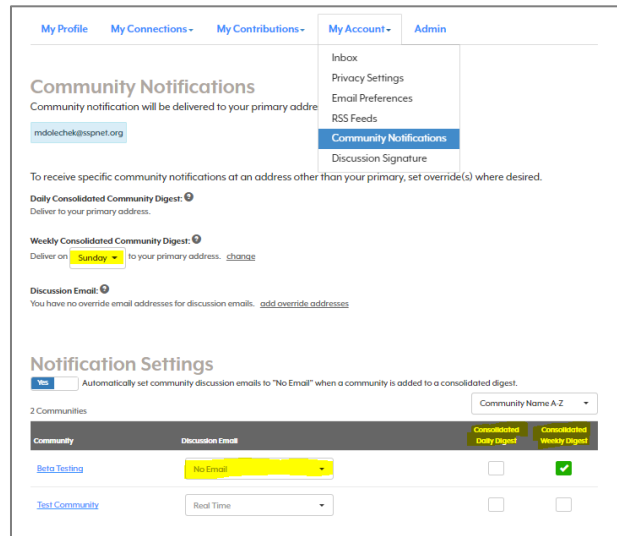 My Profile My Connections My Contributions My Account Admin
Inbox
Privacy Settings
Email Preferences
RSS Feeds
Community Notifications
Discussion Signature
Community Notifications
Community notification will be delivered to your primary addre
mdolechek@sspnet.org
To receive specific community notifications at an address other than your primary, set override(s) where desired.
Daily Consolidated Community Digest: ?
Deliver to your primary address.
Weekly Consolidated Community Digest: ?
Deliver on Sunday to your primary address. change
Discussion Email: ?
You have no override email addresses for discussion emails. add override addresses
Notification Settings
Yes Automatically set community discussion emails to "No Email" when a community is added to a consolidated digest.
2 Communities
Community Name A-Z
Community Discussion Email Consolidated Daily Digest Consolidated Weekly Digest
Beta Testing No Email
Test Community Real Time